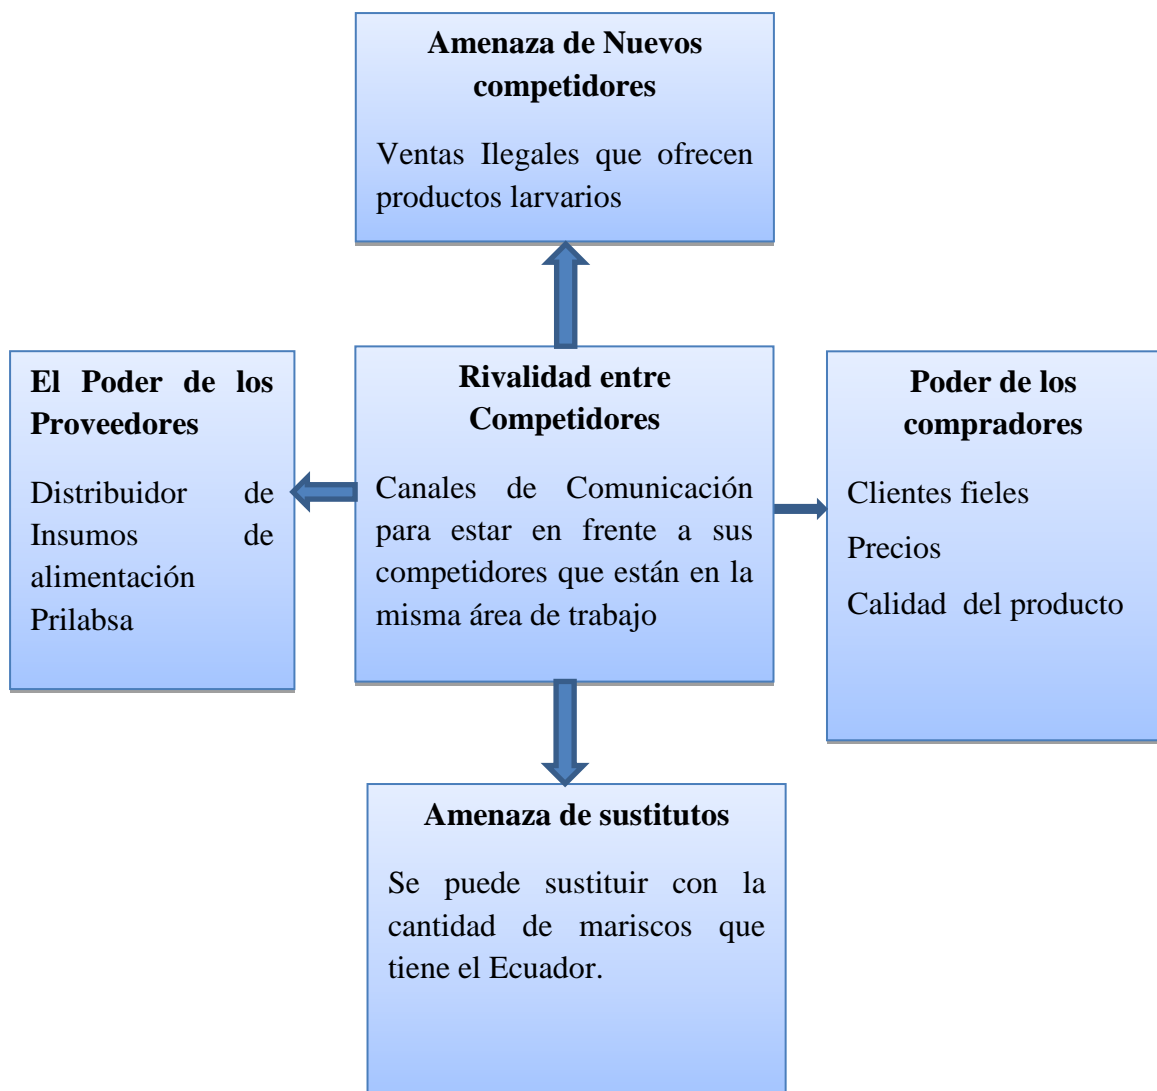 Amenaza de Nuevos
competidores
Ventas Ilegales que ofrecen
productos larvarios
El Poder de los
Proveedores
Distribuidor de
Insumos de
alimentación
Prilabsa
Rivalidad entre
Competidores
Canales de Comunicación
para estar en frente a sus
competidores que están en la
misma área de trabajo
Poder de los
compradores
Clientes fieles
Precios
Calidad del producto
Amenaza de sustitutos
Se puede sustituir con la
cantidad de mariscos que
tiene el Ecuador.